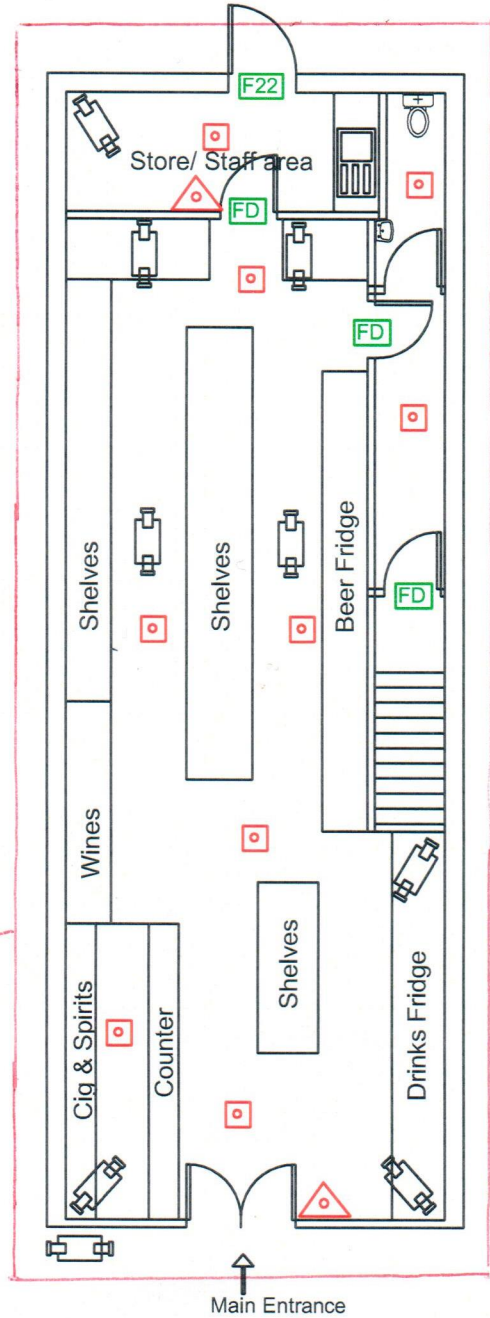 F22
Store/ Staff area
FD
FD
Shelves
Shelves
Beer Fridge
FD
Wines
Shelves
Cig & Spirits
Counter
Drinks Fridge
Main Entrance